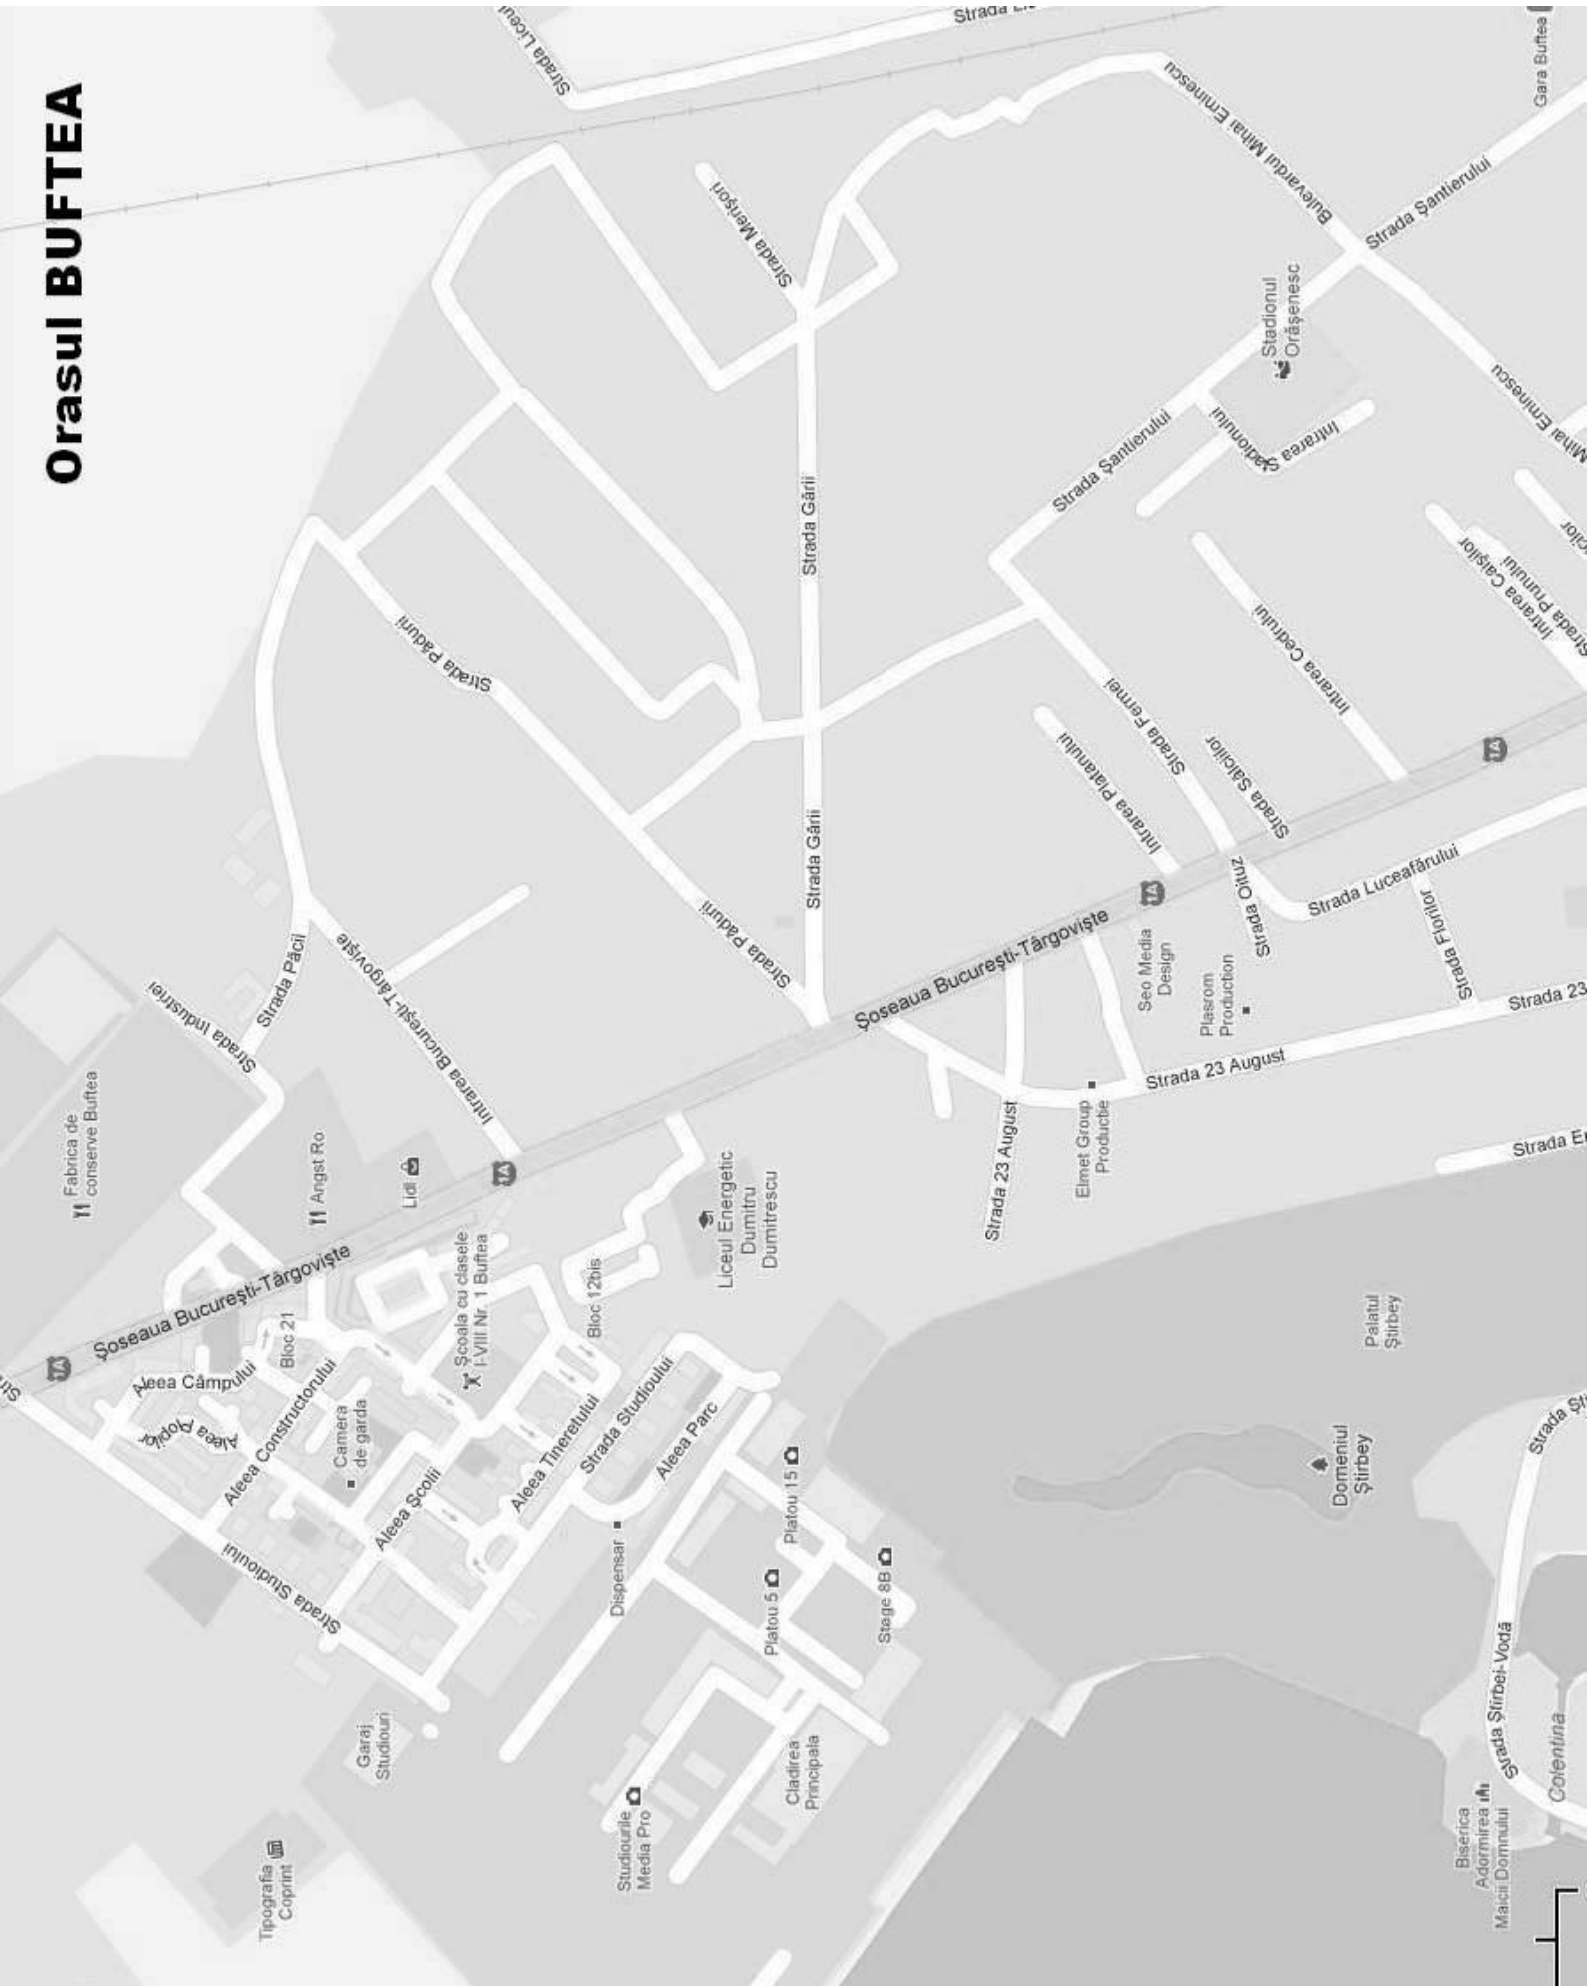 Orasul BUFTEA
Strada Liceul
Gara Buftea
Strada Merișori
Bulevardul Mihai Eminescu
Strada Șantierului
Stadionul
Orășenesc
Strada Șantierului
Intrarea
Stadionului
Mihai Eminescu
Strada Gării
Strada Pădurii
Intrarea Caișilor
Strada Prunului
Intrarea Cedrului
Strada Fermei
Intrarea Platanului
Strada Sălciilor
1A
Strada Gării
Strada Pădurii
Strada Luceafărului
Strada Oituz
Strada Florilor
1A
Șoseaua București-Târgoviște
Seo Media
Design
Plasrom
Production
Strada 23
Strada 23 August
Strada Păcii
Strada Industriei
Intrarea București-Târgoviște
Fabrica de
conserve Buftea
Angst Ro
Lidl
1A
Elmet Group
Productie
Strada 23 August
Liceul Energetic
Dumitru
Dumitrescu
Școala cu clasele
I-VIII Nr. 1 Buftea
Bloc 12bis
Șoseaua București-Târgoviște
1A
Bloc 21
Aleea Câmpului
Aleea Plopilor
Aleea Constructorului
Camera
de garda
Aleea Școlii
Aleea Tineretului
Strada Studioului
Aleea Parc
Palatul
Știrbey
Domeniul
Știrbey
Platou 15
Dispensar
Platou 5
Stage 8B
Strada Studioului
Garaj
Studiouri
Studiourile
Media Pro
Cladirea
Principala
Tipografia
Coprint
Strada Știrbei-Vodă
Colentina
Biserica
Adormirea
Maicii Domnului